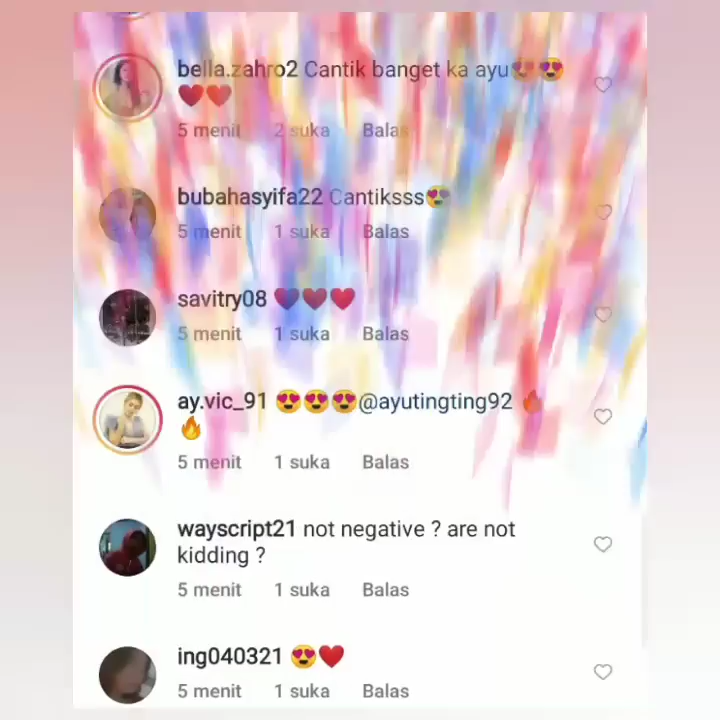 bella.zahro2 Cantik banget ka ayu😍😍
❤️❤️
5 menit 2 suka Balas
bubahasyifa22 Cantiksss😍
5 menit 1 suka Balas
savitry08 ❤️❤️❤️
5 menit 1 suka Balas
ay.vic_91 😍😍😍@ayutingting92 🔥
🔥
5 menit 1 suka Balas
wayscript21 not negative ? are not
kidding ?
5 menit 1 suka Balas
ing040321 😍❤️
5 menit 1 suka Balas